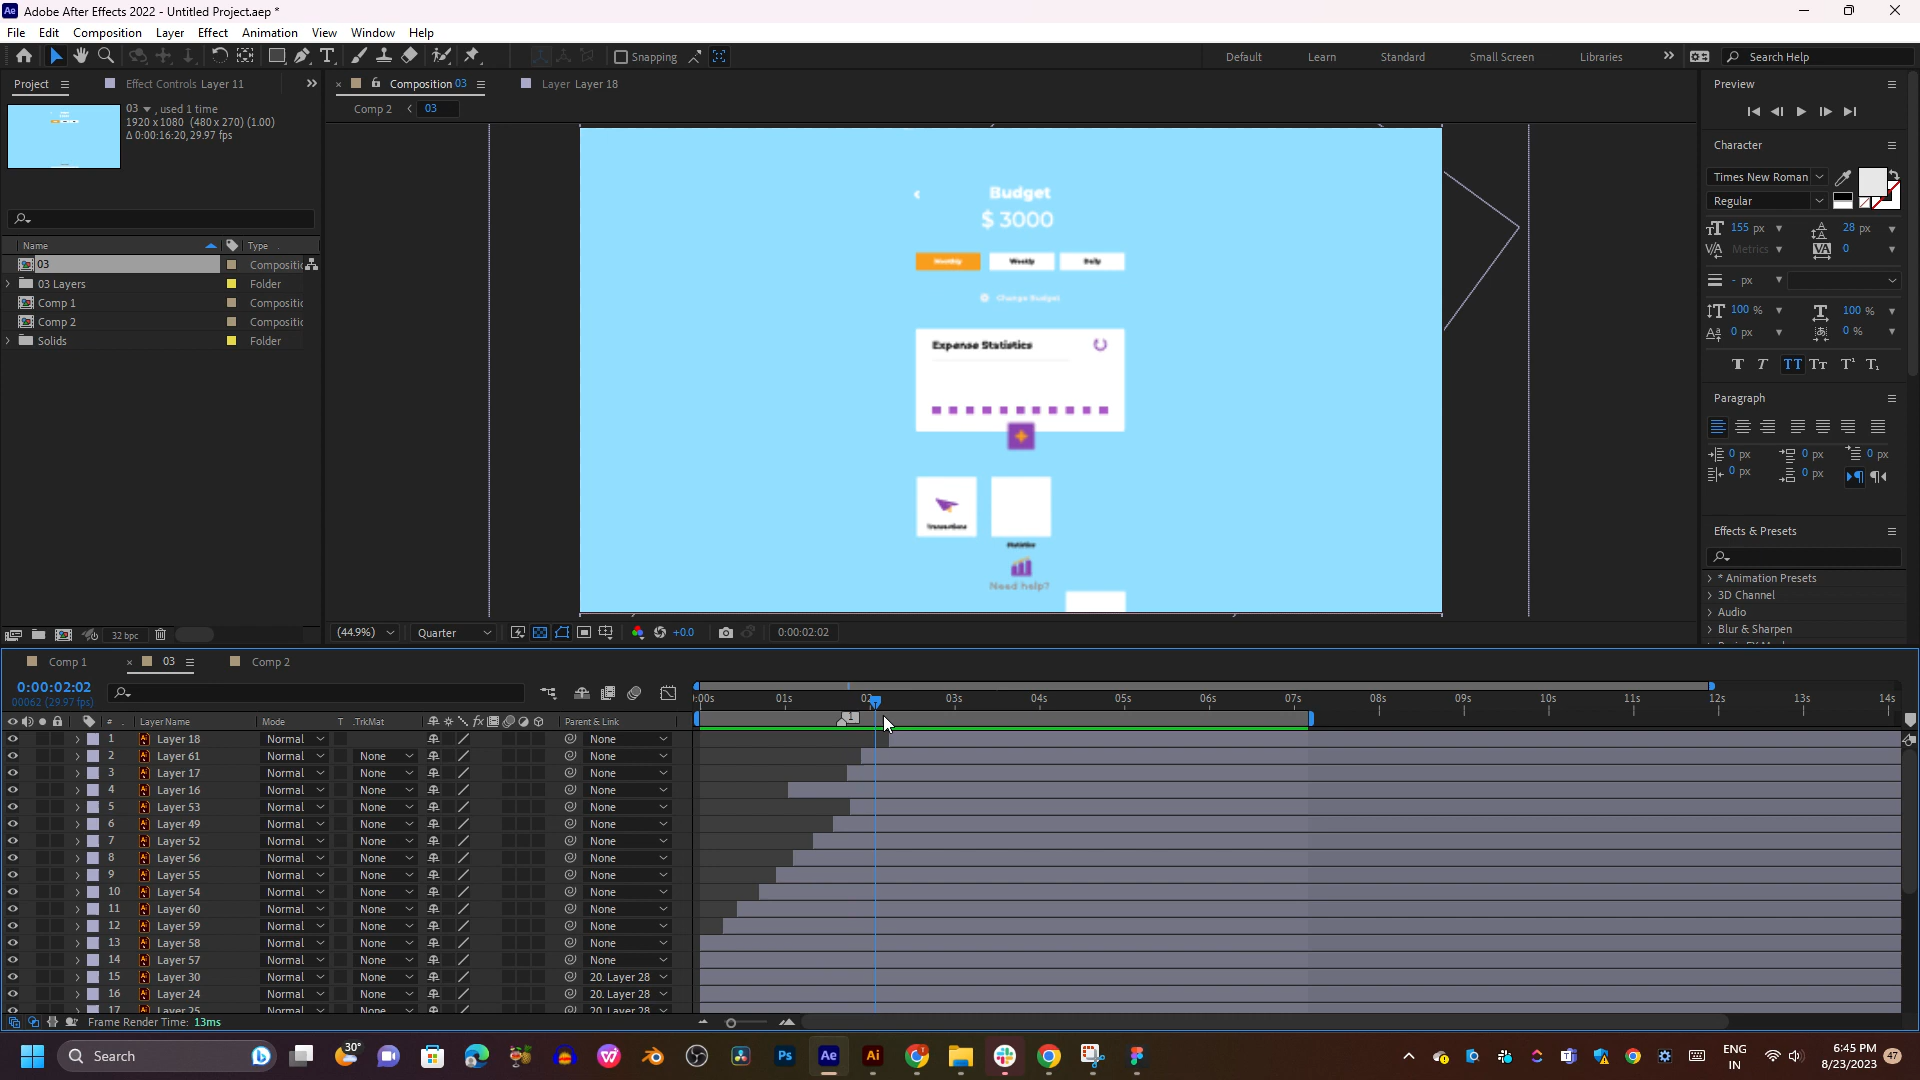 Adobe After Effects 2022 - Untitled Project.aep *
File Edit Composition Layer Effect Animation View Window Help
Snapping
Default Learn Standard Small Screen Libraries Search Help
Project Effect Controls Layer 11
Composition 03 Layer Layer 18
Comp 2 03
03 , used 1 time
1920 x 1080 (480 x 270) (1.00)
Δ 0:00:16:20, 29.97 fps
Name Type
03 Compositic
03 Layers Folder
Comp 1 Compositic
Comp 2 Compositic
Solids Folder
32 bpc
Budget
$ 3000
Monthly Weekly Daily
Change Budget
Expense Statistics
Transactions
Statistics
Need help?
(44.9%) Quarter +0.0 0:00:02:02
Preview
Character
Times New Roman
Regular
155 px 28 px
Metrics 0
- px
100 % 100 %
0 px 0 %
Paragraph
0 px 0 px 0 px
0 px 0 px
Effects & Presets
* Animation Presets
3D Channel
Audio
Blur & Sharpen
Comp 1 03 Comp 2
0:00:02:02
00062 (29.97 fps)
:00s 01s 02s 03s 04s 05s 06s 07s 08s 09s 10s 11s 12s 13s 14s
1
# Layer Name Mode T .TrkMat fx Parent & Link
1 Layer 18 Normal None
2 Layer 61 Normal None None
3 Layer 17 Normal None None
4 Layer 16 Normal None None
5 Layer 53 Normal None None
6 Layer 49 Normal None None
7 Layer 52 Normal None None
8 Layer 56 Normal None None
9 Layer 55 Normal None None
10 Layer 54 Normal None None
11 Layer 60 Normal None None
12 Layer 59 Normal None None
13 Layer 58 Normal None None
14 Layer 57 Normal None None
15 Layer 30 Normal None 20. Layer 28
16 Layer 24 Normal None 20. Layer 28
17 Layer 25 Normal None 20. Layer 28
Frame Render Time: 13ms
Search
30°
ENG
IN
6:45 PM
8/23/2023
47